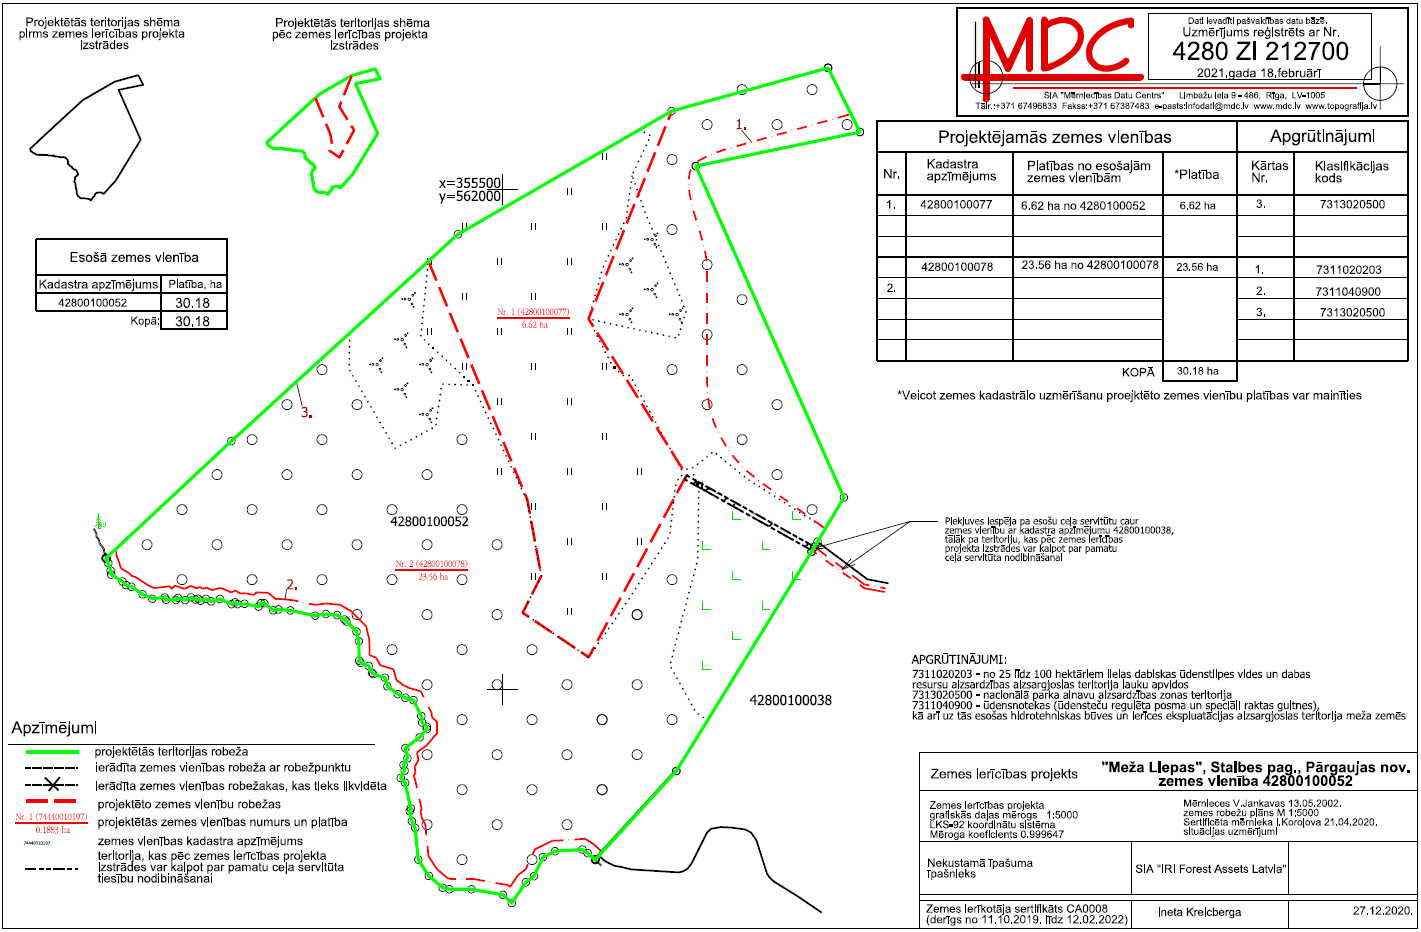 Projektētās teritorijas shēma
pirms zemes ierīcības projekta
izstrādes
Projektētās teritorijas shēma
pēc zemes ierīcības projekta
izstrādes
MDC
Dati ievadīti pašvaldības datu bāzē.
Uzmērījums reģistrēts ar Nr.
4280 ZI 212700
2021.gada 18.februārī
SIA "Mērniecības Datu Centrs" Limbažu iela 9 - 486, Rīga, LV-1005
Tālr.:+371 67496833 Fakss:+371 67387483 e-pasts:infodati@mdc.lv www.mdc.lv www.topografija.lv
Projektējamās zemes vienības
Apgrūtinājumi
Nr.
Kadastra apzīmējums
Platības no esošajām zemes vienībām
*Platība
Kārtas Nr.
Klasifikācijas kods
1. 42800100077 6.62 ha no 4280100052 6.62 ha 3. 7313020500
42800100078 23.56 ha no 42800100078 23.56 ha 1. 7311020203
2. 2. 7311040900
3. 7313020500
KOPĀ 30.18 ha
*Veicot zemes kadastrālo uzmērīšanu proejktēto zemes vienību platības var mainīties
Esošā zemes vienība
Kadastra apzīmējums Platība, ha
42800100052 30.18
Kopā: 30.18
x=355500
y=562000
1.
Nr. 1 (42800100077)
6.62 ha
3.
42800100052
Nr. 2 (42800100078)
23.56 ha
2.
42800100038
Piekļuves iespēja pa esošu ceļa servitūtu caur
zemes vienību ar kadastra apzīmējumu 42800100038,
tālāk pa teritoriju, kas pēc zemes ierīcības
projekta izstrādes var kalpot par pamatu
ceļa servitūta nodibināšanai
APGRŪTINĀJUMI:
7311020203 - no 25 līdz 100 hektāriem lielas dabiskas ūdenstilpes vides un dabas
resursu aizsardzības aizsargjoslas teritorija lauku apvidos
7313020500 - nacionālā parka ainavu aizsardzības zonas teritorija
7311040900 - ūdensnotekas (ūdensteču regulēta posma un speciāli raktas gultnes),
kā arī uz tās esošas hidrotehniskas būves un ierīces ekspluatācijas aizsargjoslas teritorija meža zemēs
Apzīmējumi
projektētās teritorijas robeža
ierādīta zemes vienības robeža ar robežpunktu
ierādīta zemes vienības robežakas, kas tieks likvidēta
projektēto zemes vienību robežas
Nr. 1 (74440010197)
0.1883 ha
projektētās zemes vienības numurs un platība
74440010197
zemes vienības kadastra apzīmējums
teritorija, kas pēc zemes ierīcības projekta
izstrādes var kalpot par pamatu ceļa servitūta
tiesību nodibināšanai
Zemes ierīcības projekts
"Meža Liepas", Stalbes pag., Pārgaujas nov.
zemes vienība 42800100052
Zemes ierīcības projekta
grafiskās daļas mērogs 1:5000
LKS-92 koordinātu sistēma
Mēroga koeficients 0.999647
Mērnieces V.Jankavas 13.05.2002.
zemes robežu plāns M 1:5000
Sertificēta mērnieka I.Koroļova 21.04.2020.
situācijas uzmērījumi
Nekustamā īpašuma
īpašnieks
SIA "IRI Forest Assets Latvia"
Zemes ierīkotāja sertifikāts CA0008
(derīgs no 11.10.2019. līdz 12.02.2022)
Ineta Kreicberga
27.12.2020.